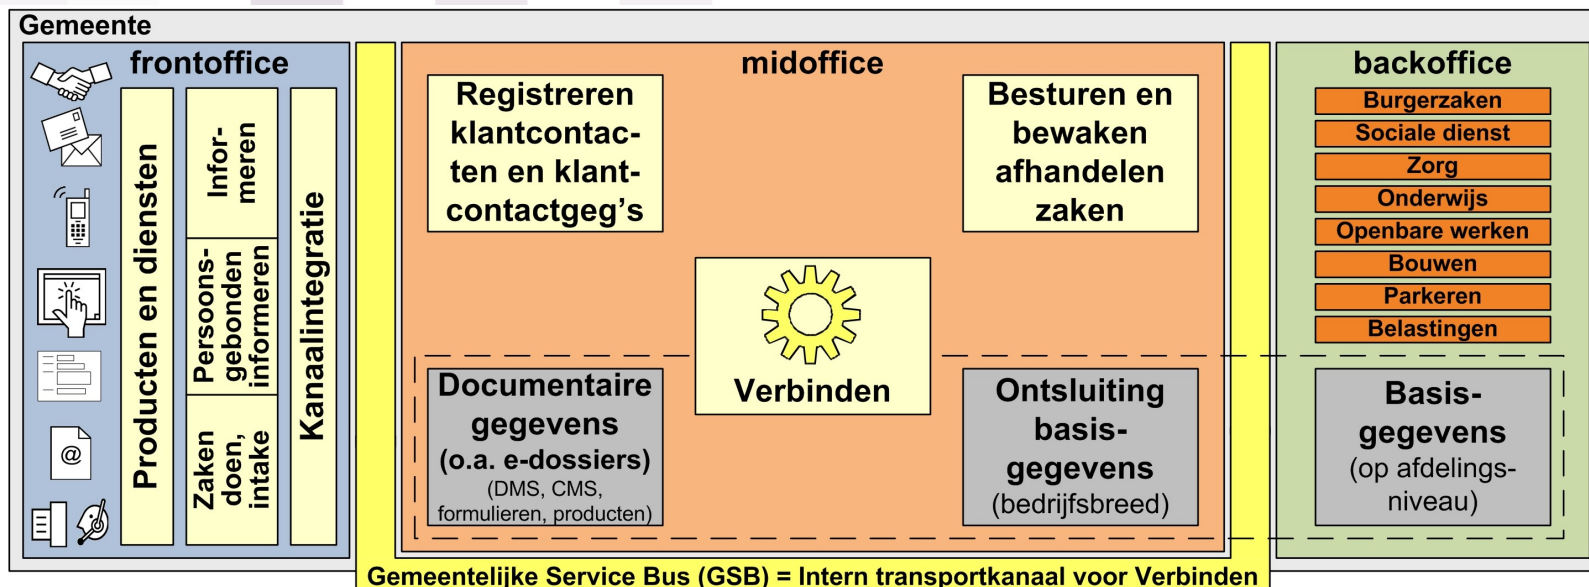 Gemeente
frontoffice
Producten en diensten
Infor-
meren
Persoons-
gebonden
informeren
Zaken
doen,
intake
Kanaalintegratie
@
midoffice
Registreren
klantcontac-
ten en klant-
contactgeg's
Besturen en
bewaken
afhandelen
zaken
Verbinden
Documentaire
gegevens
(o.a. e-dossiers)
(DMS, CMS,
formulieren, producten)
Ontsluiting
basis-
gegevens
(bedrijfsbreed)
backoffice
Burgerzaken
Sociale dienst
Zorg
Onderwijs
Openbare werken
Bouwen
Parkeren
Belastingen
Basis-
gegevens
(op afdelings-
niveau)
Gemeentelijke Service Bus (GSB) = Intern transportkanaal voor Verbinden